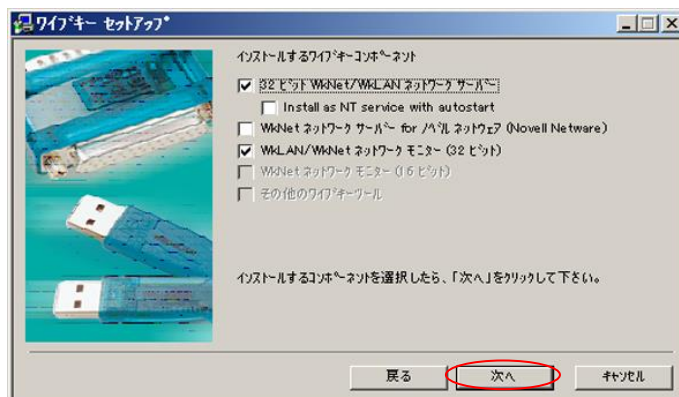 ワイブキー セットアップ
インストールするワイブキーコンポーネント
32 ビット WkNet/WkLAN ネットワーク サーバー
Install as NT service with autostart
WkNet ネットワーク サーバー for ノベル ネットウェア (Novell Netware)
WkLAN/WkNet ネットワーク モニター (32 ビット)
WkNet ネットワーク モニター (16 ビット)
その他のワイブキーツール
インストールするコンポーネントを選択したら、「次へ」をクリックして下さい。
戻る
次へ
キャンセル